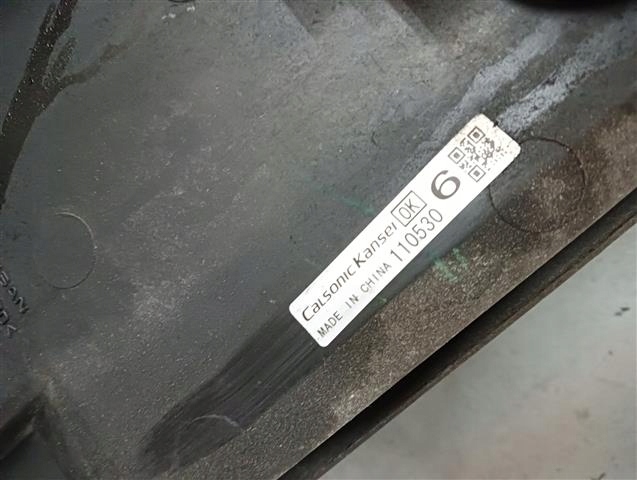 Calsonic Kansei OK
MADE IN CHINA 110530 6